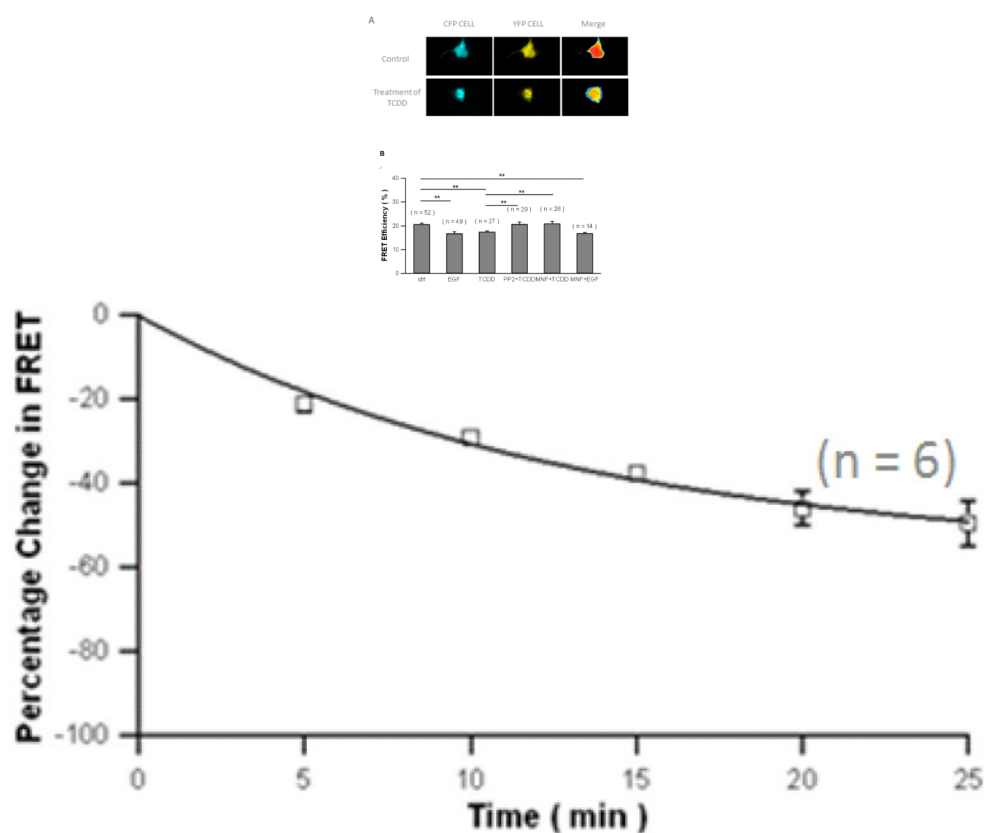 A
CFP CELL YFP CELL Merge
Control
Treatment of
TCDD
B
** 
** **
** **
( n = 52 ) ( n = 49 ) ( n = 27 ) ( n = 29 ) ( n = 26 ) ( n = 14 )
FRET Efficiency ( % )
40
30
20
10
0
ctrl EGF TCDD PP2+TCDD MNF+TCDD MNF+EGF
Percentage Change in FRET
0
-20
-40
-60
-80
-100
(n = 6)
0 5 10 15 20 25
Time ( min )